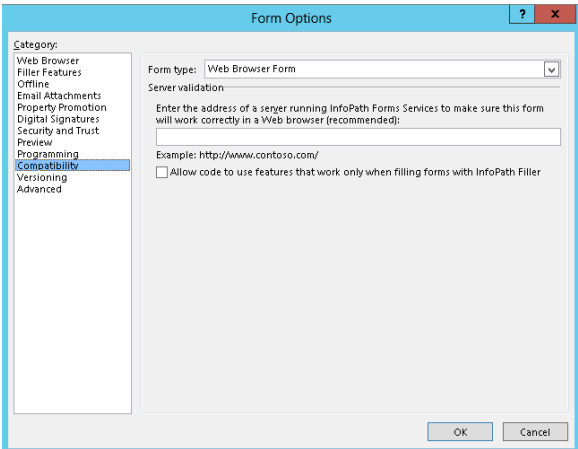 Form Options
?
x
Category:
Web Browser
Filler Features
Offline
Email Attachments
Property Promotion
Digital Signatures
Security and Trust
Preview
Programming
Compatibility
Versioning
Advanced
Form type: Web Browser Form
Server validation
Enter the address of a server running InfoPath Forms Services to make sure this form
will work correctly in a Web browser (recommended):
Example: http://www.contoso.com/
Allow code to use features that work only when filling forms with InfoPath Filler
OK Cancel